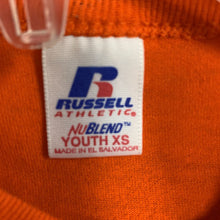 R
RUSSELL
ATHLETIC®
NuBLEND™
YOUTH XS
MADE IN EL SALVADOR